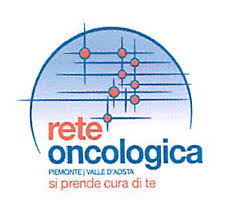 rete
oncologica
PIEMONTE | VALLE D'AOSTA
si prende cura di te